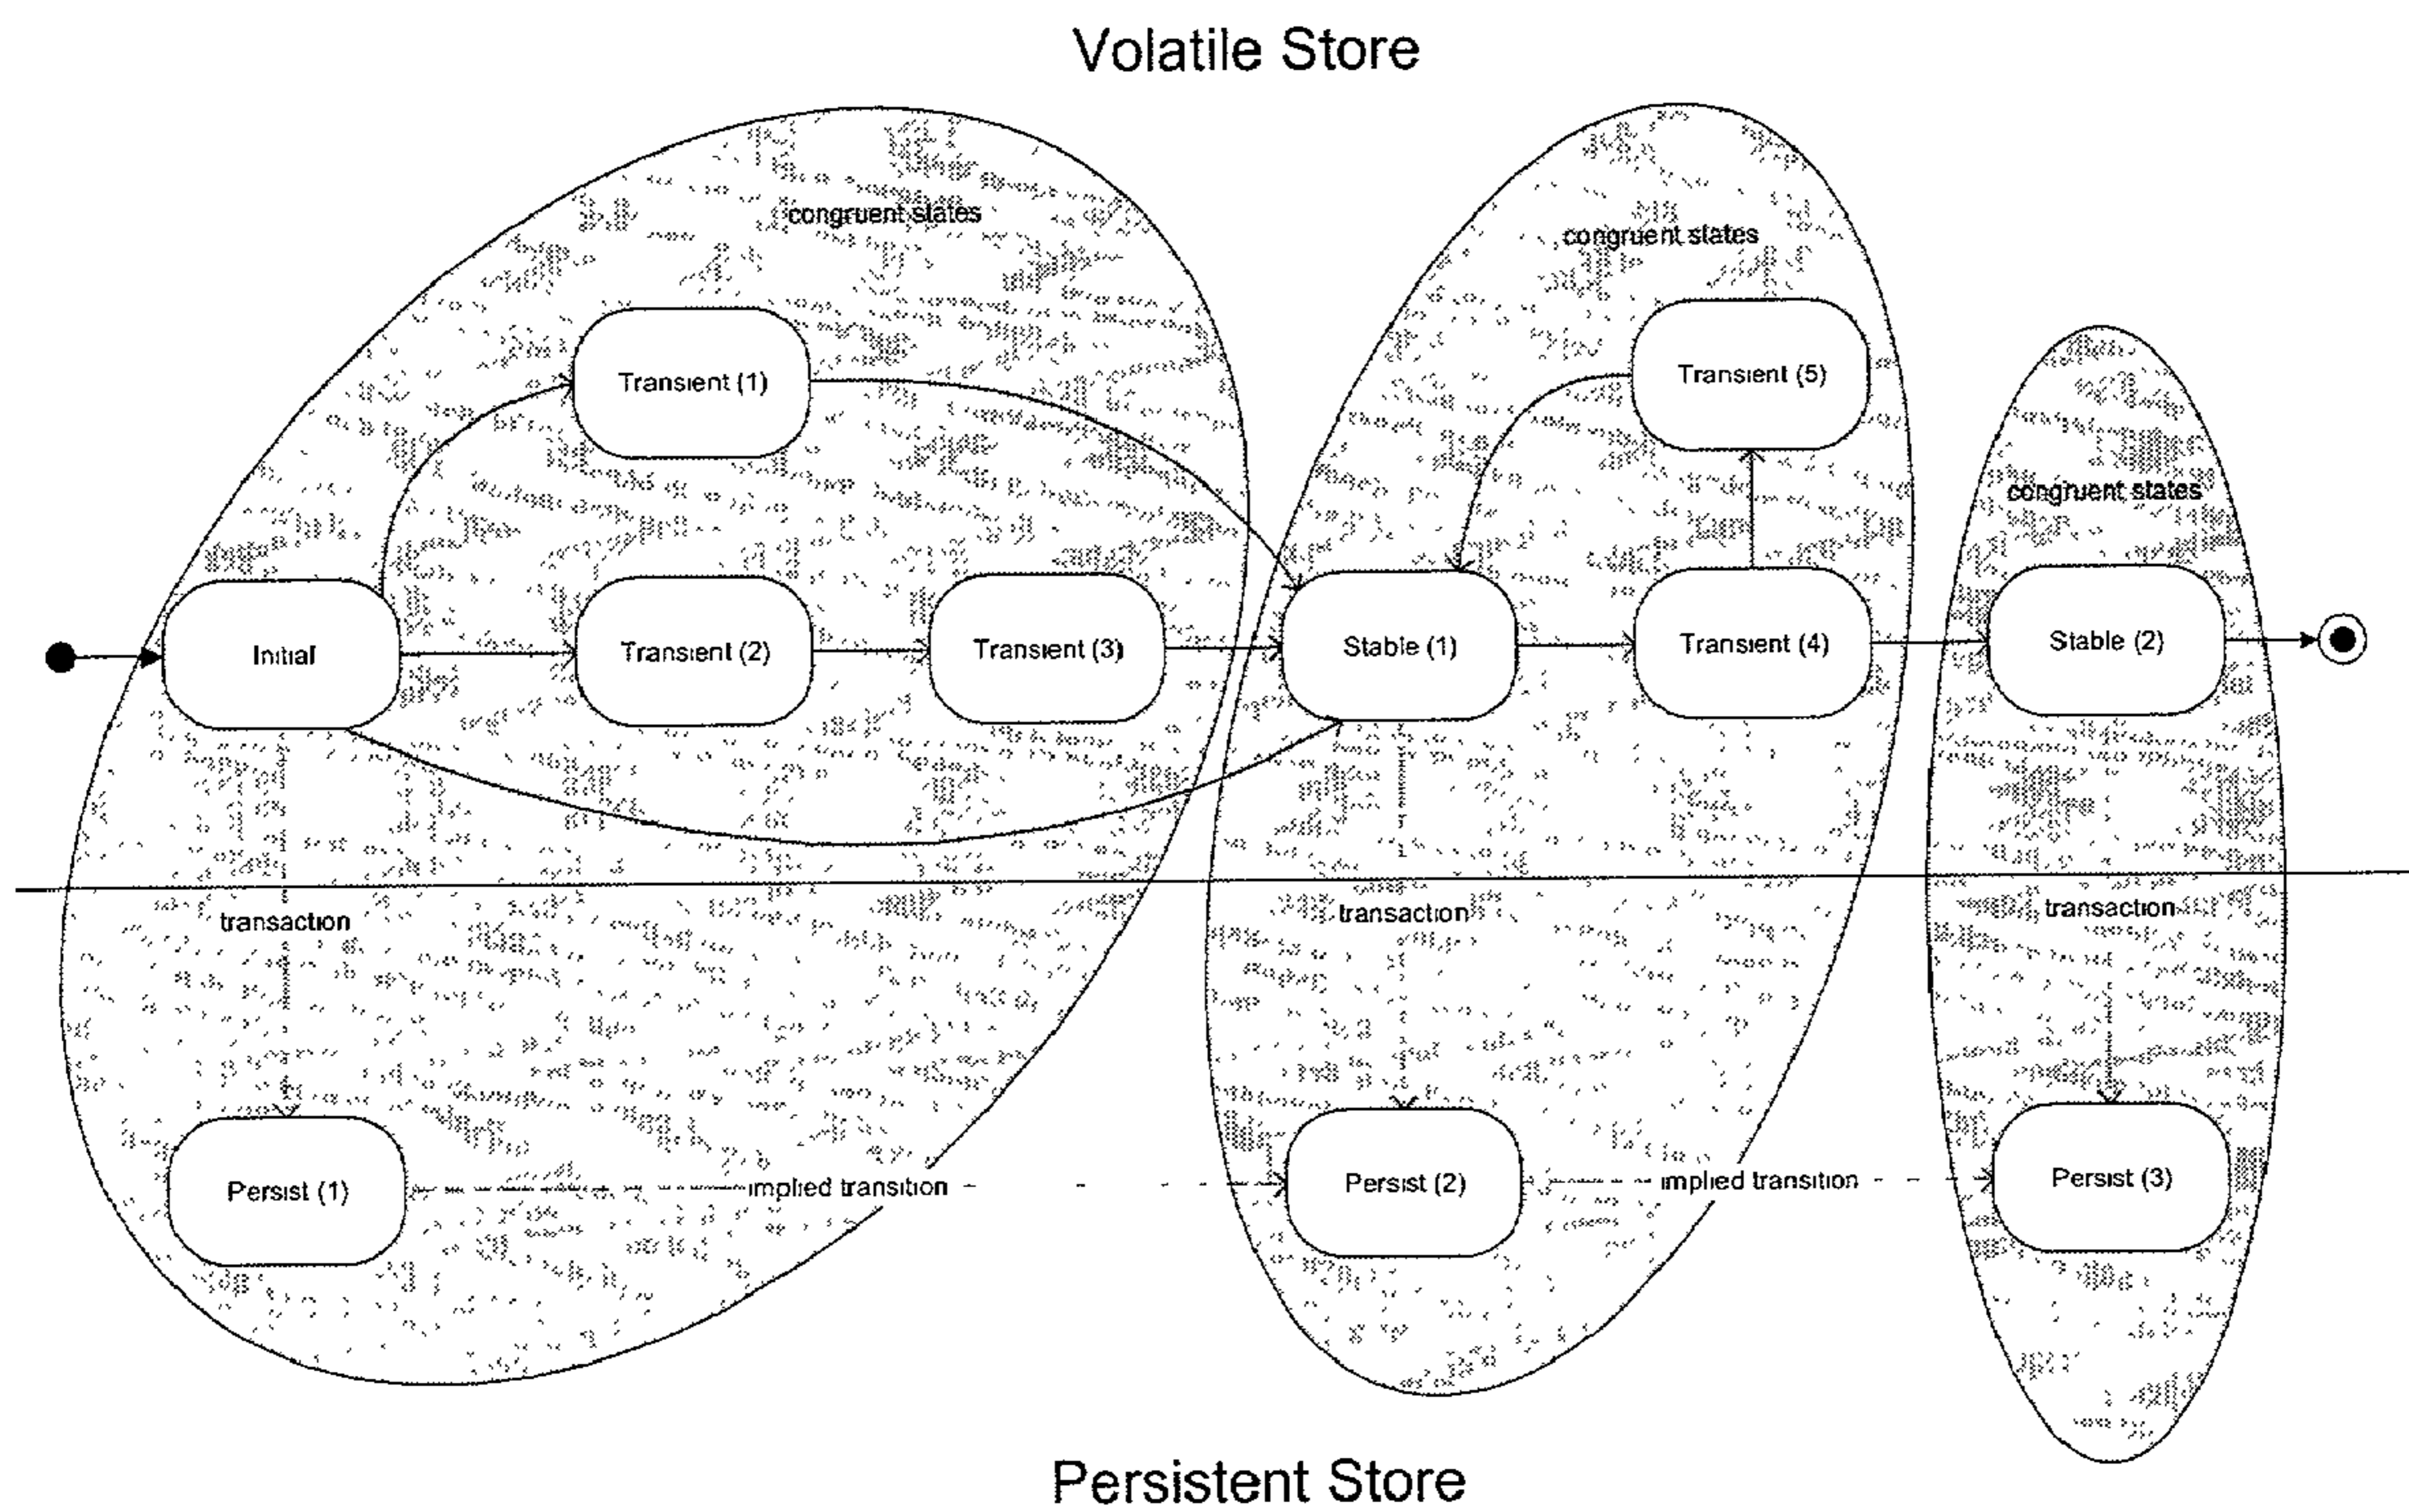 Volatile Store
congruent states
congruent states
Transient (1)
Transient (5)
congruent states
Initial
Transient (2)
Transient (3)
Stable (1)
Transient (4)
Stable (2)
transaction
transaction
transaction
Persist (1)
implied transition
Persist (2)
implied transition
Persist (3)
Persistent Store